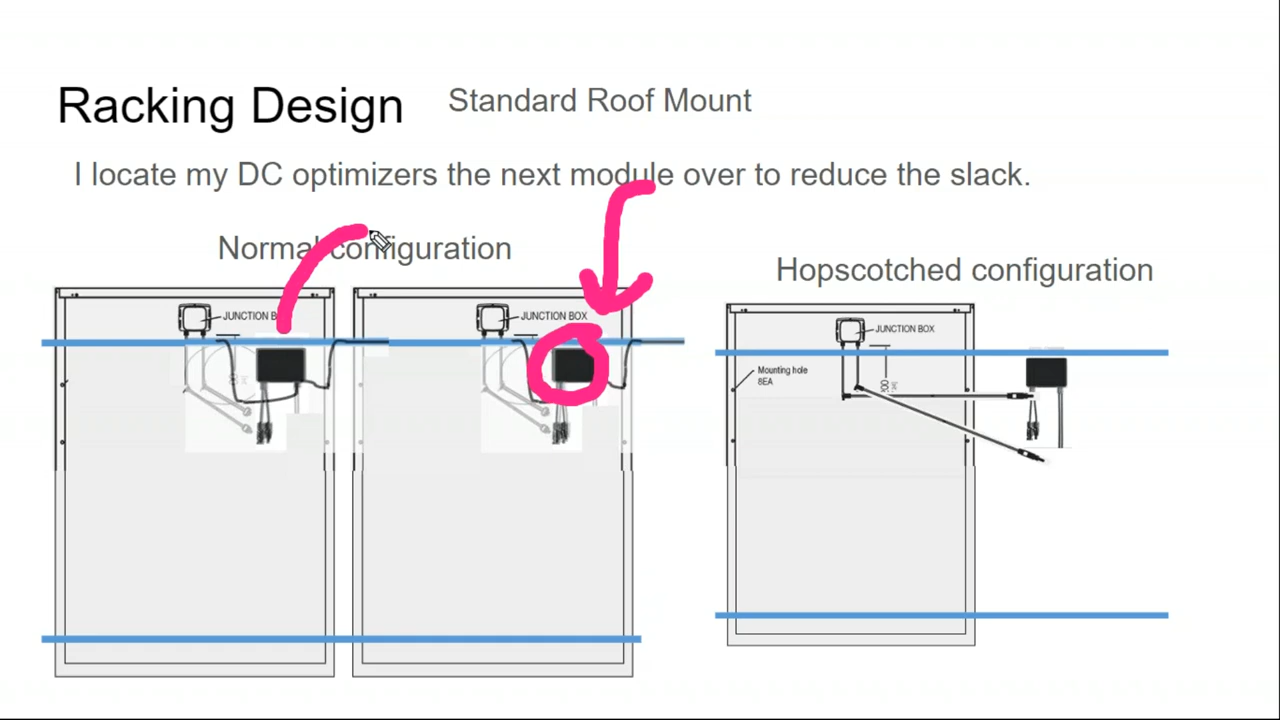 Racking Design
Standard Roof Mount
I locate my DC optimizers the next module over to reduce the slack.
Normal configuration
Hopscotched configuration
JUNCTION
JUNCTION BOX
JUNCTION BOX
Mounting hole
8EA